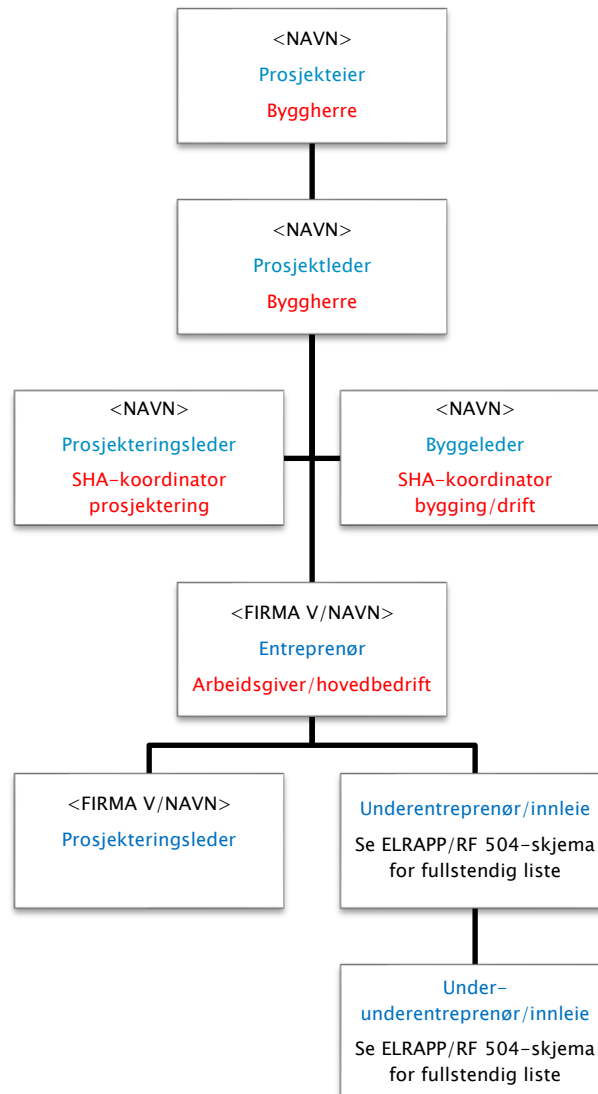 <NAVN>
Prosjekteier
Byggherre
<NAVN>
Prosjektleder
Byggherre
<NAVN>
Prosjekteringsleder
SHA-koordinator
prosjektering
<NAVN>
Byggeleder
SHA-koordinator
bygging/drift
<FIRMA V/NAVN>
Entreprenør
Arbeidsgiver/hovedbedrift
<FIRMA V/NAVN>
Prosjekteringsleder
Underentreprenør/innleie
Se ELRAPP/RF 504-skjema
for fullstendig liste
Under-
underentreprenør/innleie
Se ELRAPP/RF 504-skjema
for fullstendig liste